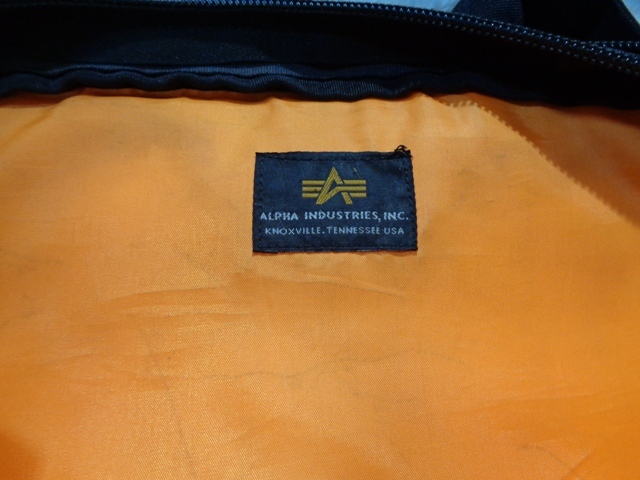 ALPHA INDUSTRIES, INC.
KNOXVILLE, TENNESSEE USA